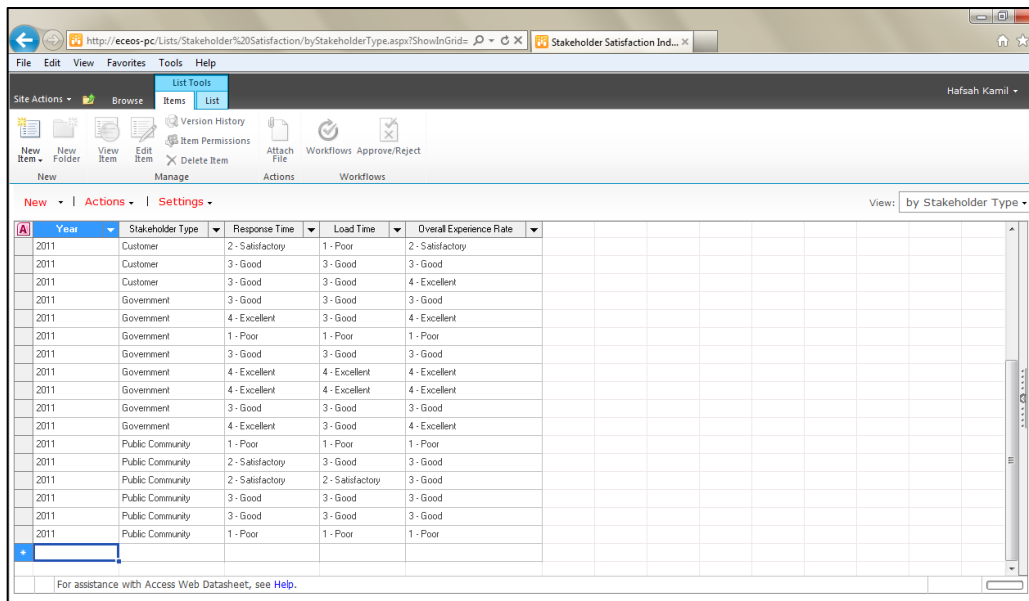 http://eceos-pc/Lists/Stakeholder%20Satisfaction/byStakeholderType.aspx?ShowInGrid= Stakeholder Satisfaction Ind...
File Edit View Favorites Tools Help
List Tools
Site Actions Browse Items List Hafsah Kamil
New Item New Folder View Item Edit Item Version History Item Permissions Delete Item Attach File Workflows Approve/Reject
New Manage Actions Workflows
New | Actions | Settings View: by Stakeholder Type
A Year Stakeholder Type Response Time Load Time Overall Experience Rate
2011 Customer 2 - Satisfactory 1 - Poor 2 - Satisfactory
2011 Customer 3 - Good 3 - Good 3 - Good
2011 Customer 3 - Good 3 - Good 4 - Excellent
2011 Government 3 - Good 3 - Good 3 - Good
2011 Government 4 - Excellent 3 - Good 4 - Excellent
2011 Government 1 - Poor 1 - Poor 1 - Poor
2011 Government 3 - Good 3 - Good 3 - Good
2011 Government 4 - Excellent 4 - Excellent 4 - Excellent
2011 Government 4 - Excellent 4 - Excellent 4 - Excellent
2011 Government 3 - Good 3 - Good 3 - Good
2011 Government 4 - Excellent 3 - Good 4 - Excellent
2011 Public Community 1 - Poor 1 - Poor 1 - Poor
2011 Public Community 2 - Satisfactory 3 - Good 3 - Good
2011 Public Community 2 - Satisfactory 2 - Satisfactory 3 - Good
2011 Public Community 3 - Good 3 - Good 3 - Good
2011 Public Community 3 - Good 3 - Good 3 - Good
2011 Public Community 1 - Poor 1 - Poor 1 - Poor
For assistance with Access Web Datasheet, see Help.